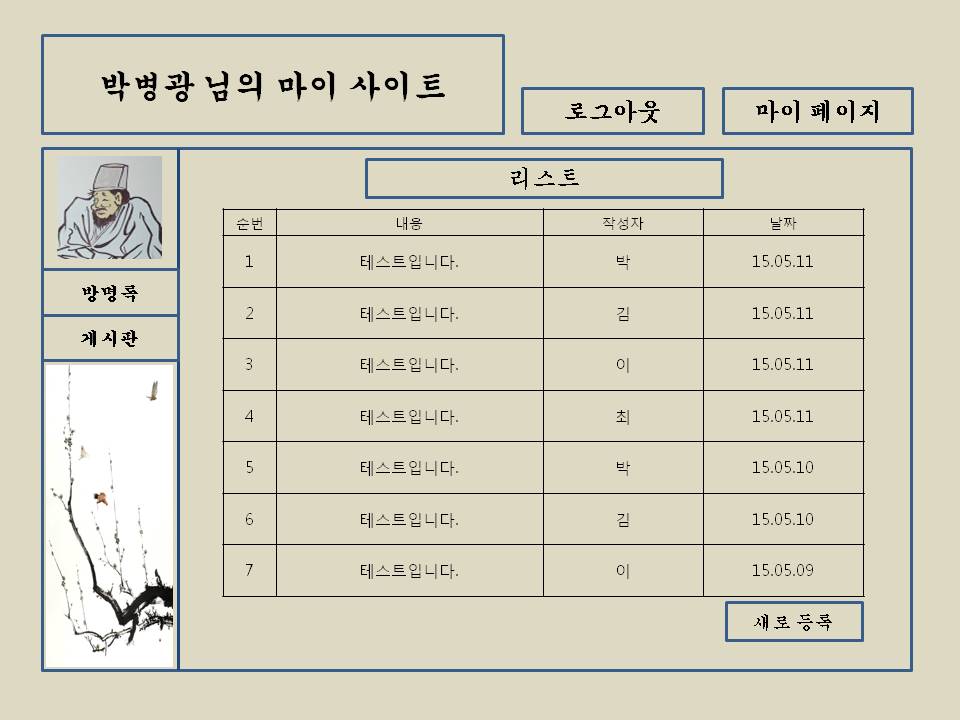 박병광 님의 마이 사이트
로그아웃 마이 페이지
리스트
방명록
게시판
순번 내용 작성자 날짜
1 테스트입니다. 박 15.05.11
2 테스트입니다. 김 15.05.11
3 테스트입니다. 이 15.05.11
4 테스트입니다. 최 15.05.11
5 테스트입니다. 박 15.05.10
6 테스트입니다. 김 15.05.10
7 테스트입니다. 이 15.05.09
새로 등록